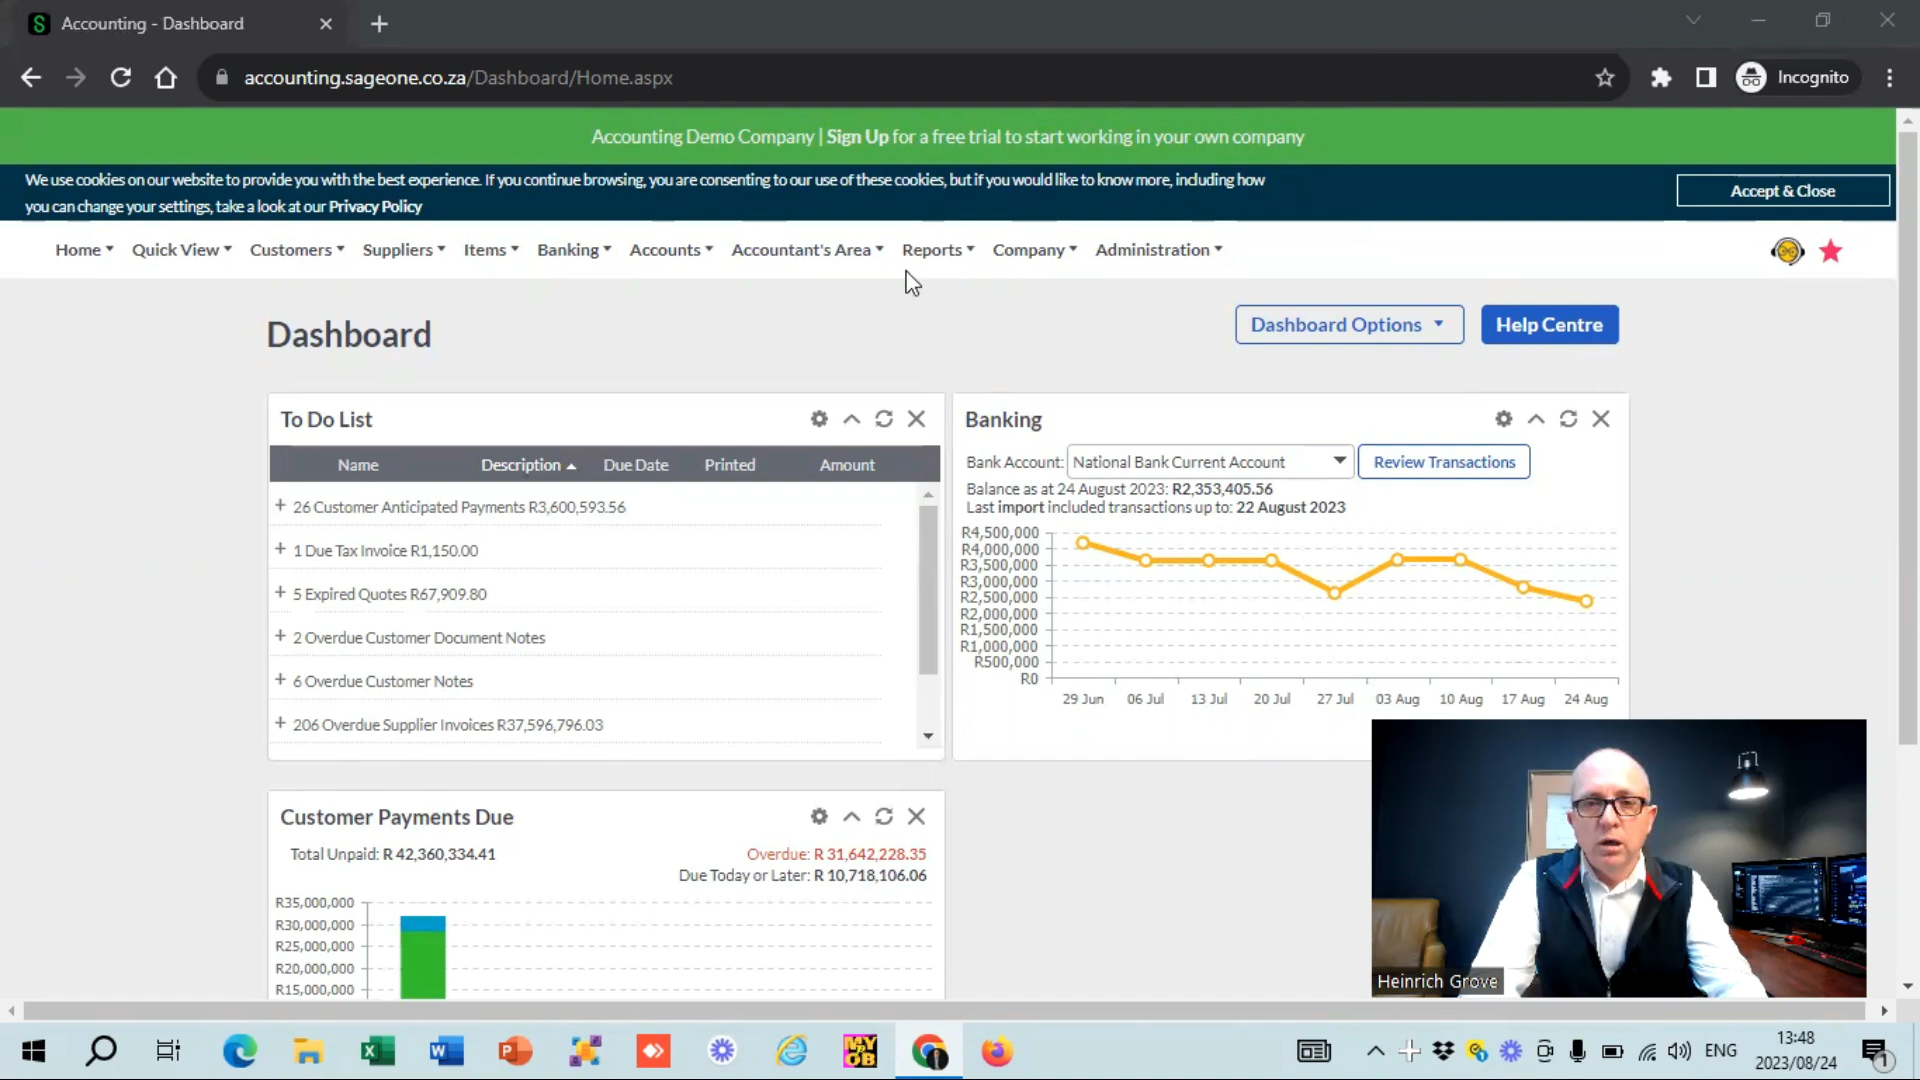 Accounting - Dashboard
accounting.sageone.co.za/Dashboard/Home.aspx
Incognito
Accounting Demo Company | Sign Up for a free trial to start working in your own company
We use cookies on our website to provide you with the best experience. If you continue browsing, you are consenting to our use of these cookies, but if you would like to know more, including how
you can change your settings, take a look at our Privacy Policy
Accept & Close
Home Quick View Customers Suppliers Items Banking Accounts Accountant's Area Reports Company Administration
Dashboard
Dashboard Options
Help Centre
To Do List
Name Description Due Date Printed Amount
26 Customer Anticipated Payments R3,600,593.56
1 Due Tax Invoice R1,150.00
5 Expired Quotes R67,909.80
2 Overdue Customer Document Notes
6 Overdue Customer Notes
206 Overdue Supplier Invoices R37,596,796.03
Banking
Bank Account: National Bank Current Account Review Transactions
Balance as at 24 August 2023: R2,353,405.56
Last import included transactions up to: 22 August 2023
R4,500,000
R4,000,000
R3,500,000
R3,000,000
R2,500,000
R2,000,000
R1,500,000
R1,000,000
R500,000
R0
29 Jun 06 Jul 13 Jul 20 Jul 27 Jul 03 Aug 10 Aug 17 Aug 24 Aug
Customer Payments Due
Total Unpaid: R 42,360,334.41
Overdue: R 31,642,228.35
Due Today or Later: R 10,718,106.06
R35,000,000
R30,000,000
R25,000,000
R20,000,000
R15,000,000
Heinrich Grove
ENG
13:48
2023/08/24
1